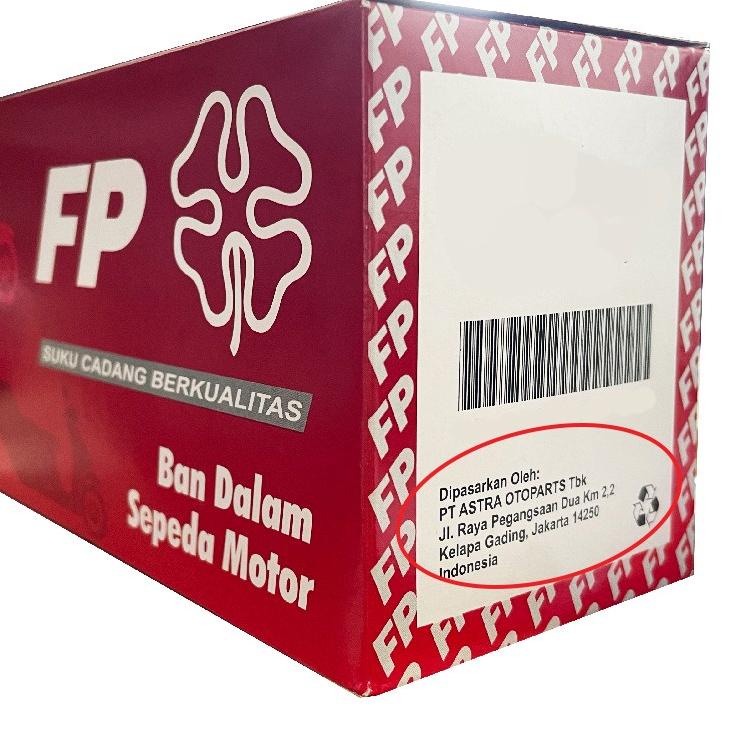 FP
SUKU CADANG BERKUALITAS
Ban Dalam
Sepeda Motor
Dipasarkan Oleh:
PT ASTRA OTOPARTS Tbk
Jl. Raya Pegangsaan Dua Km 2,2
Kelapa Gading, Jakarta 14250
Indonesia